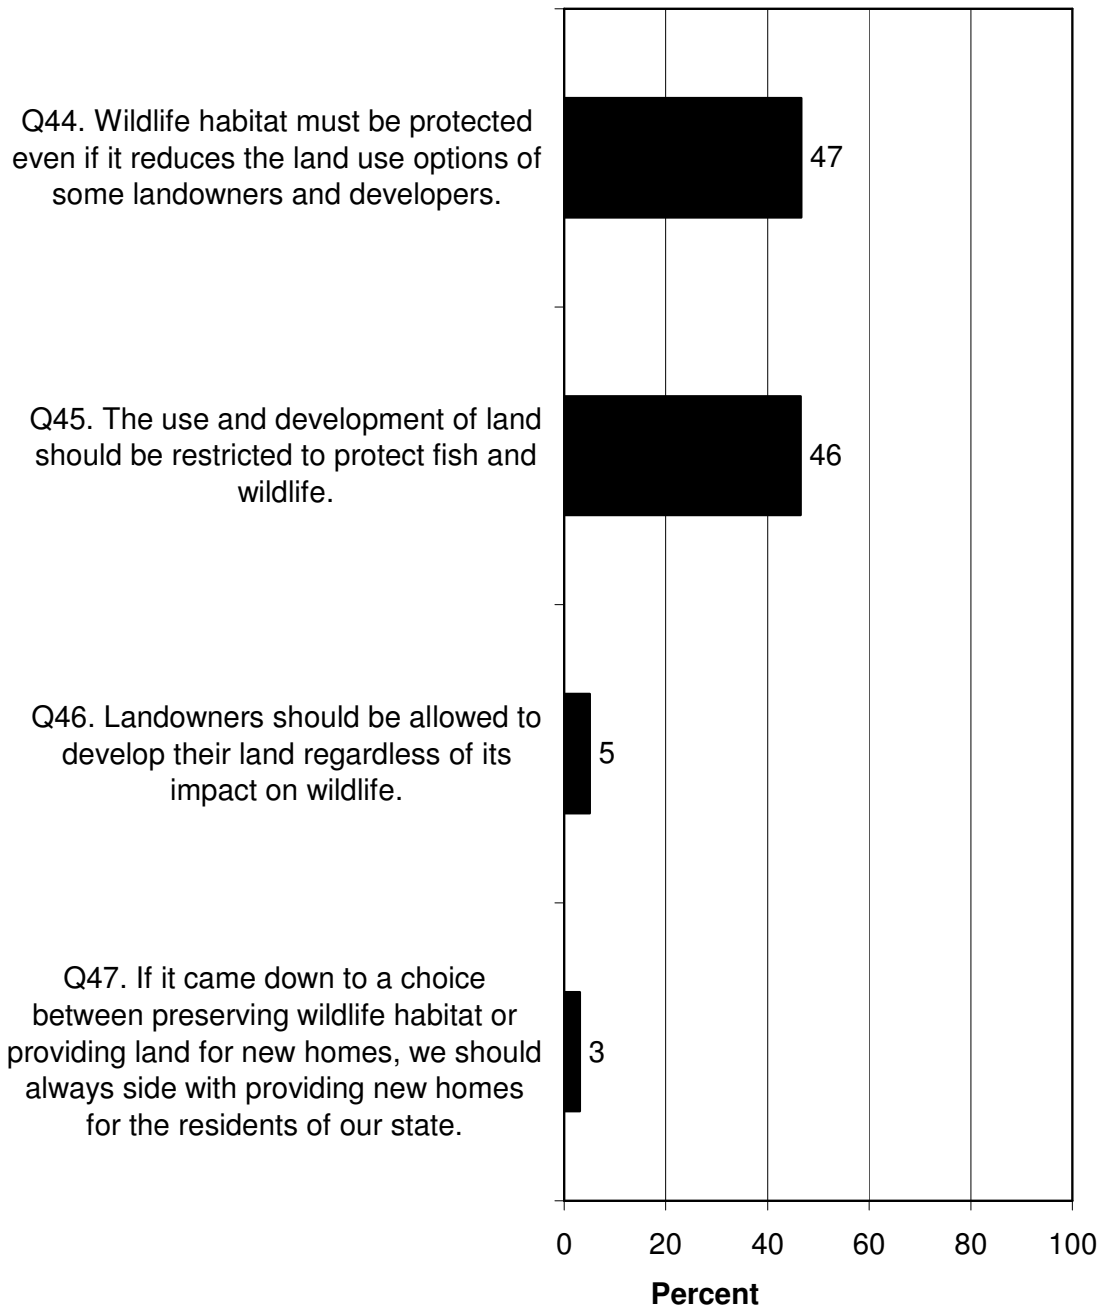 Q44. Wildlife habitat must be protected
even if it reduces the land use options of
some landowners and developers.
47
Q45. The use and development of land
should be restricted to protect fish and
wildlife.
46
Q46. Landowners should be allowed to
develop their land regardless of its
impact on wildlife.
5
Q47. If it came down to a choice
between preserving wildlife habitat or
providing land for new homes, we should
always side with providing new homes
for the residents of our state.
3
0 20 40 60 80 100
Percent